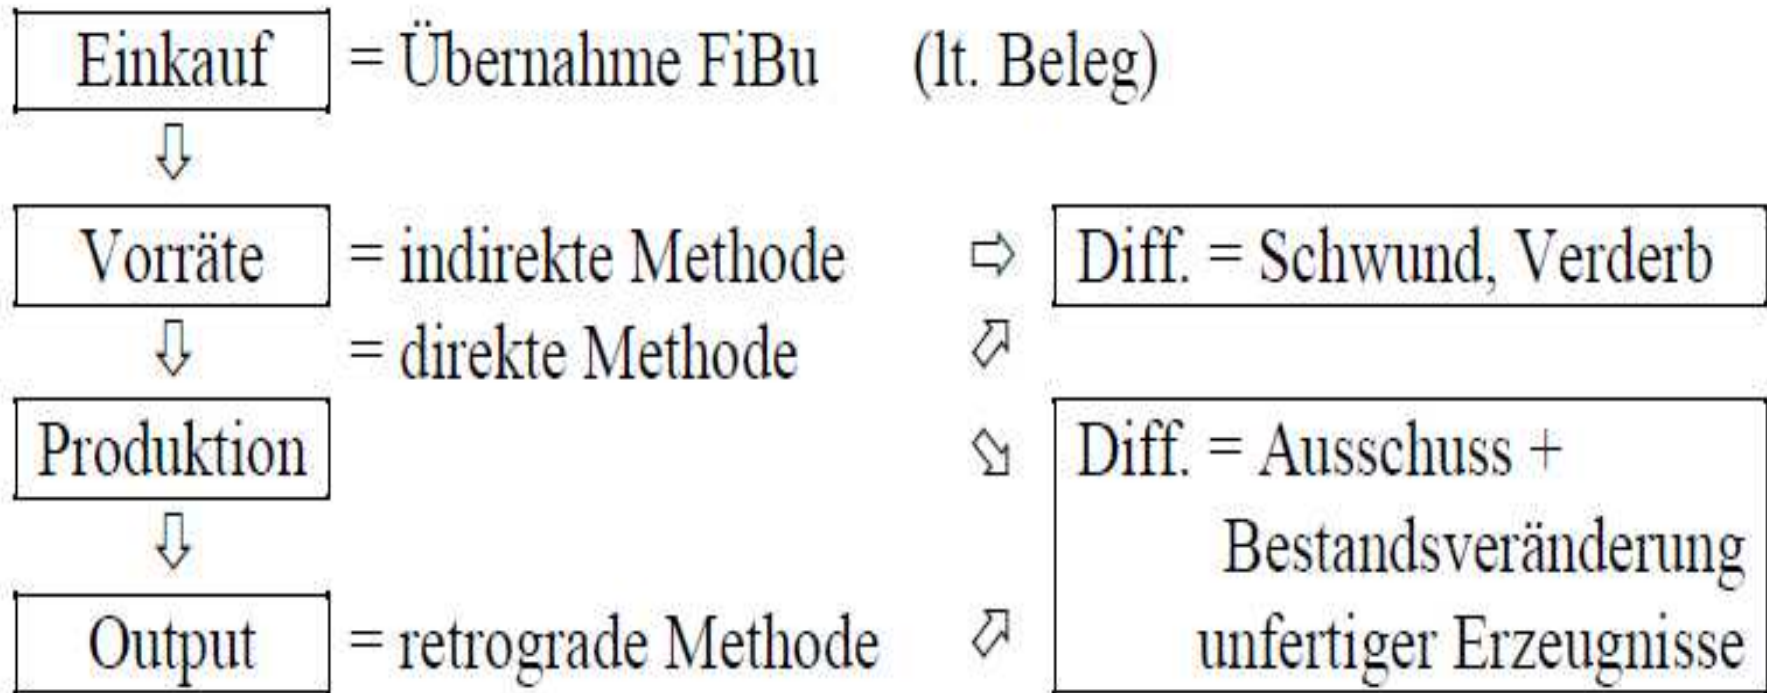 Einkauf = Übernahme FiBu (lt. Beleg)
Vorräte = indirekte Methode ⇨ Diff. = Schwund, Verderb
= direkte Methode
Produktion Diff. = Ausschuss +
Bestandsveränderung
Output = retrograde Methode unfertiger Erzeugnisse